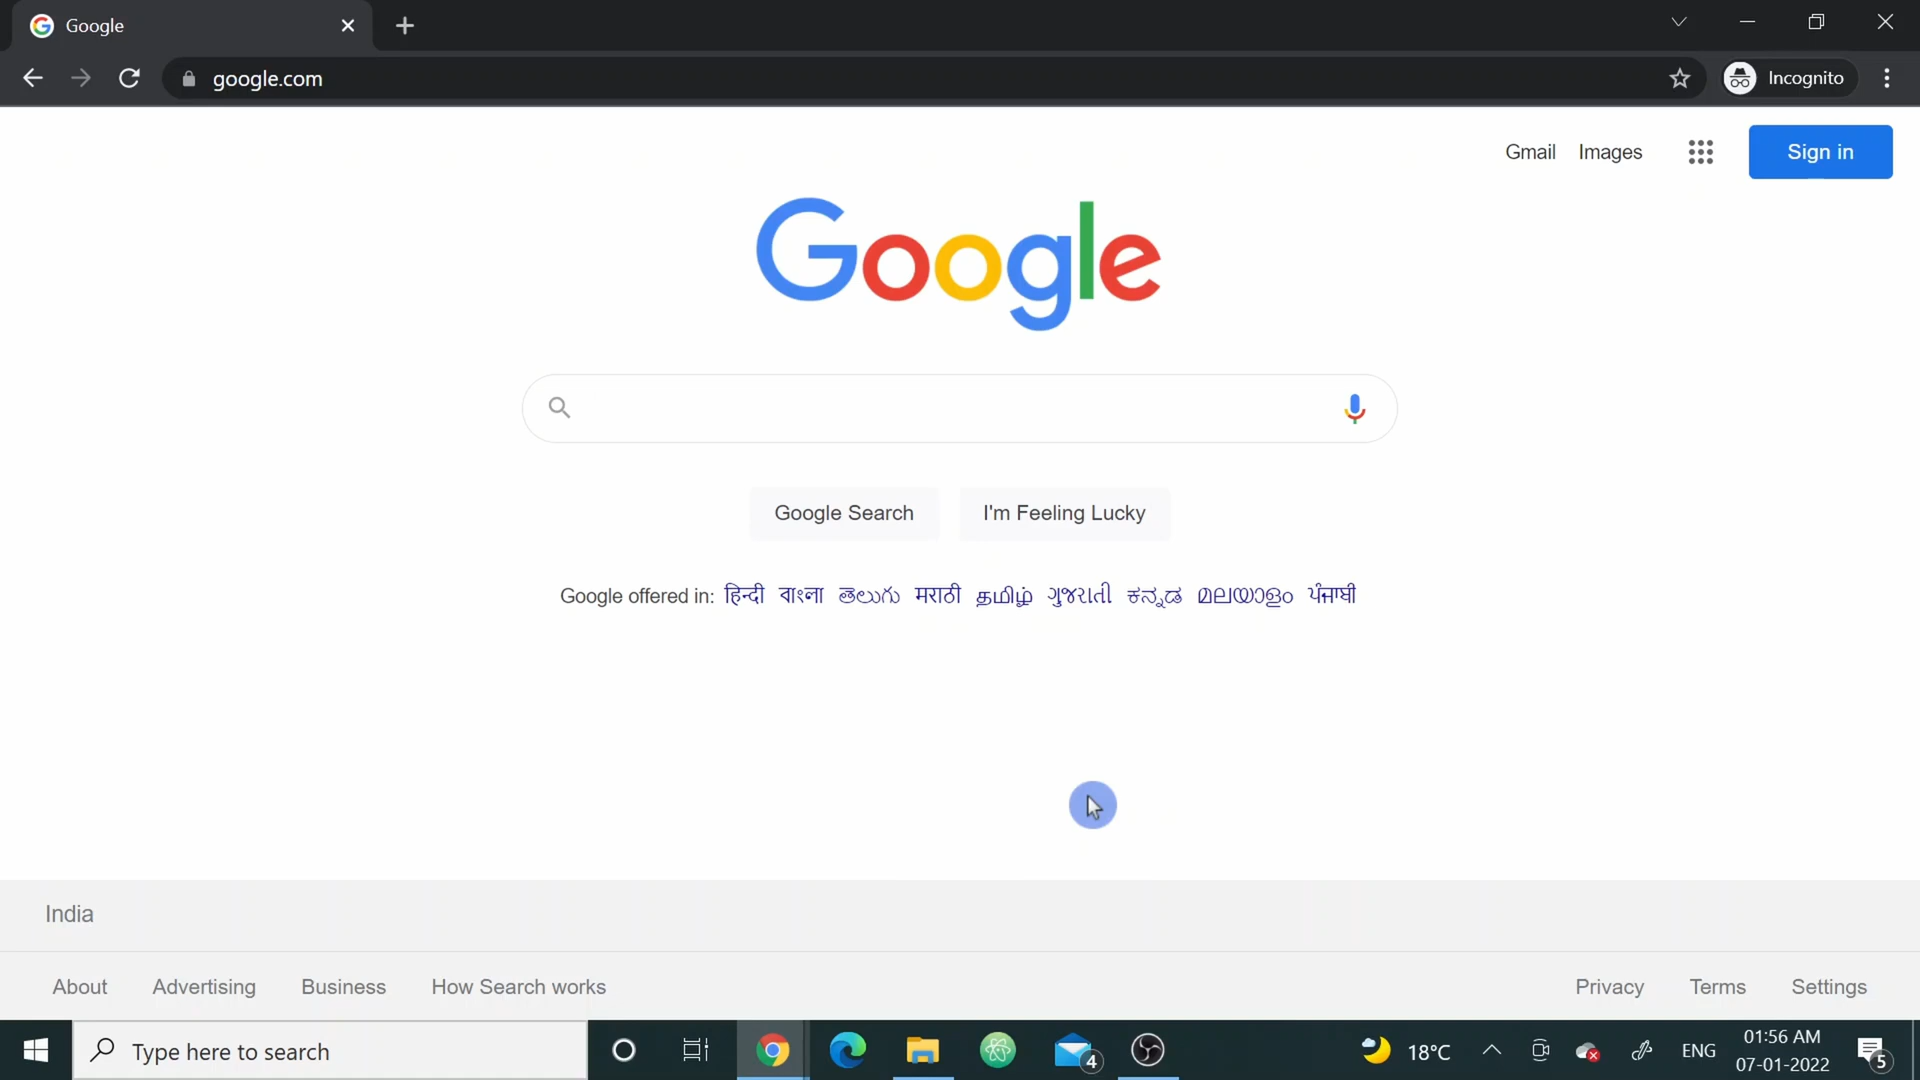 Google
google.com
Incognito
Gmail Images
Sign in
Google
Google Search
I'm Feeling Lucky
Google offered in: हिन्दी বাংলা తెలుగు मराठी தமிழ் ગુજરાતી ಕನ್ನಡ മലയാളം ਪੰਜਾਬੀ
India
About Advertising Business How Search works
Privacy Terms Settings
Type here to search
4
18°C
ENG
01:56 AM
07-01-2022
5